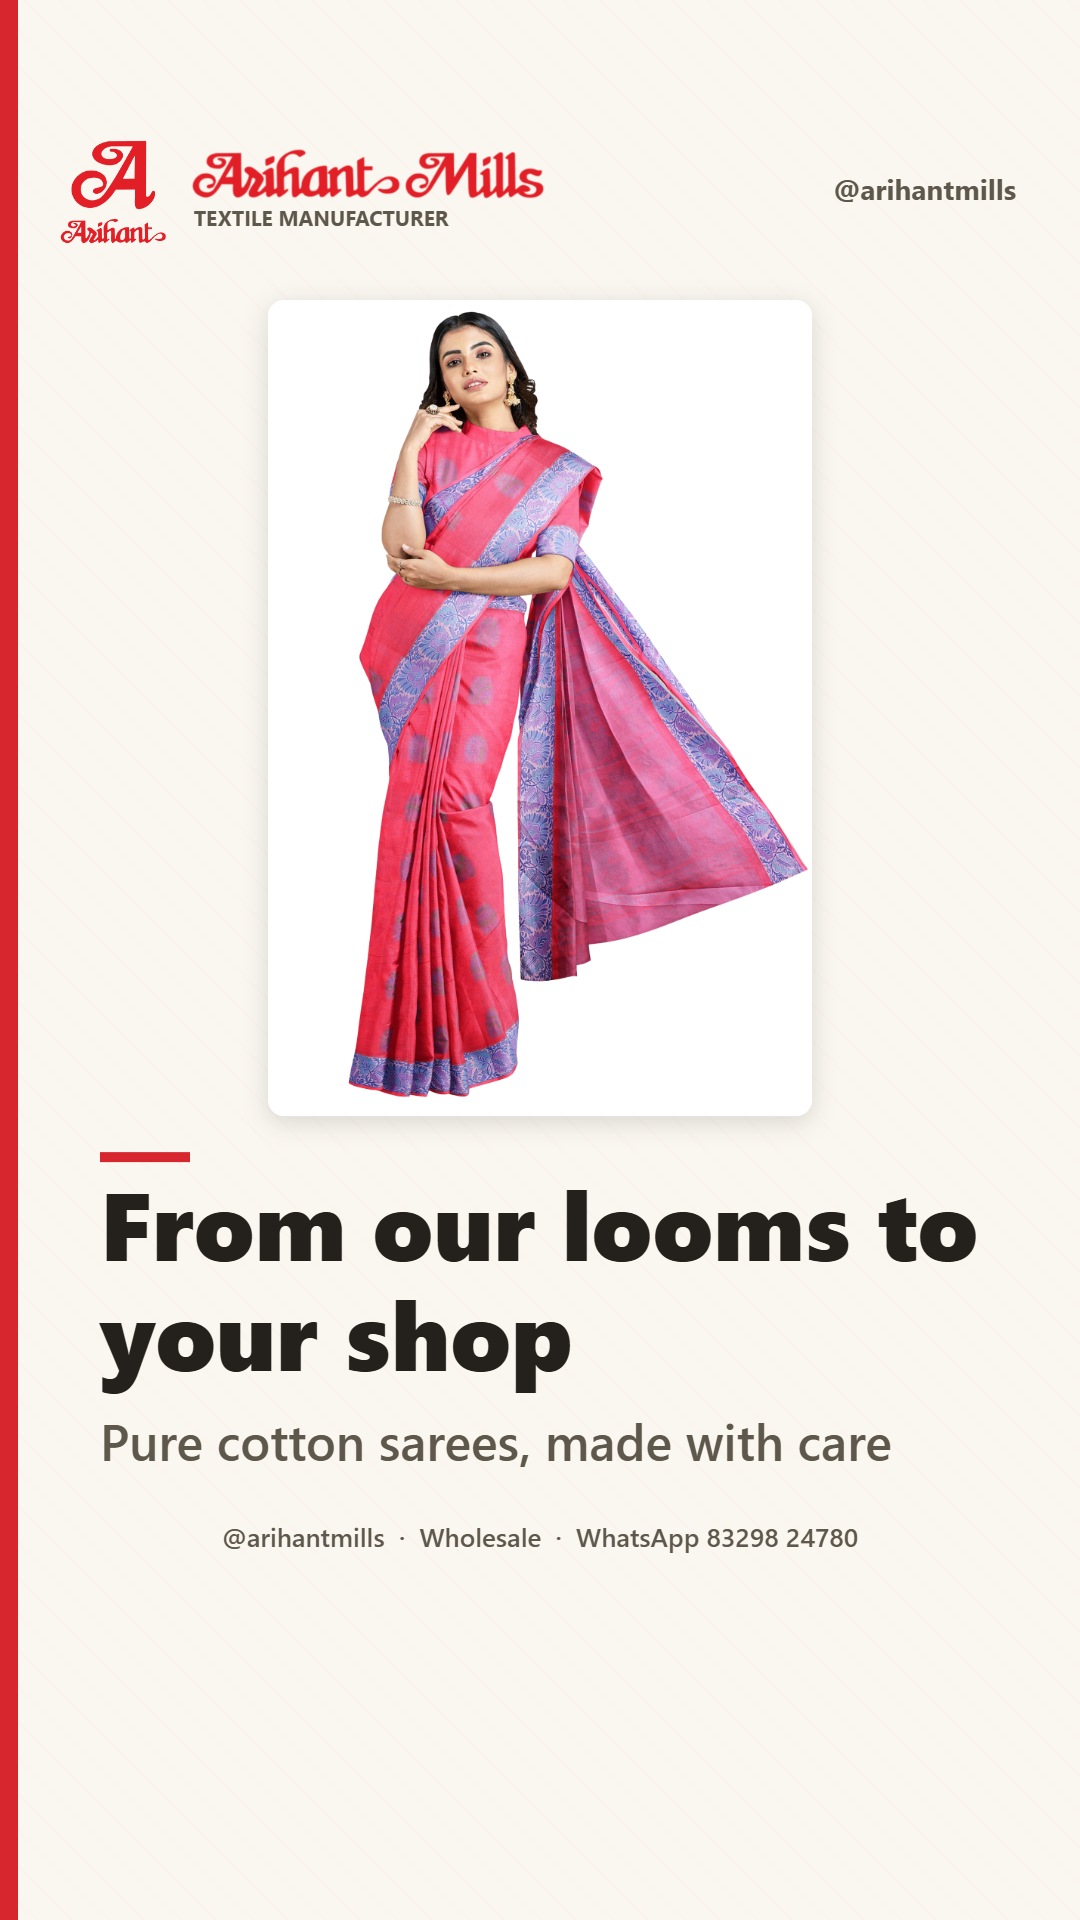 A
Arihant
Arihant Mills
TEXTILE MANUFACTURER
@arihantmills
From our looms to
your shop
Pure cotton sarees, made with care
@arihantmills · Wholesale · WhatsApp 83298 24780